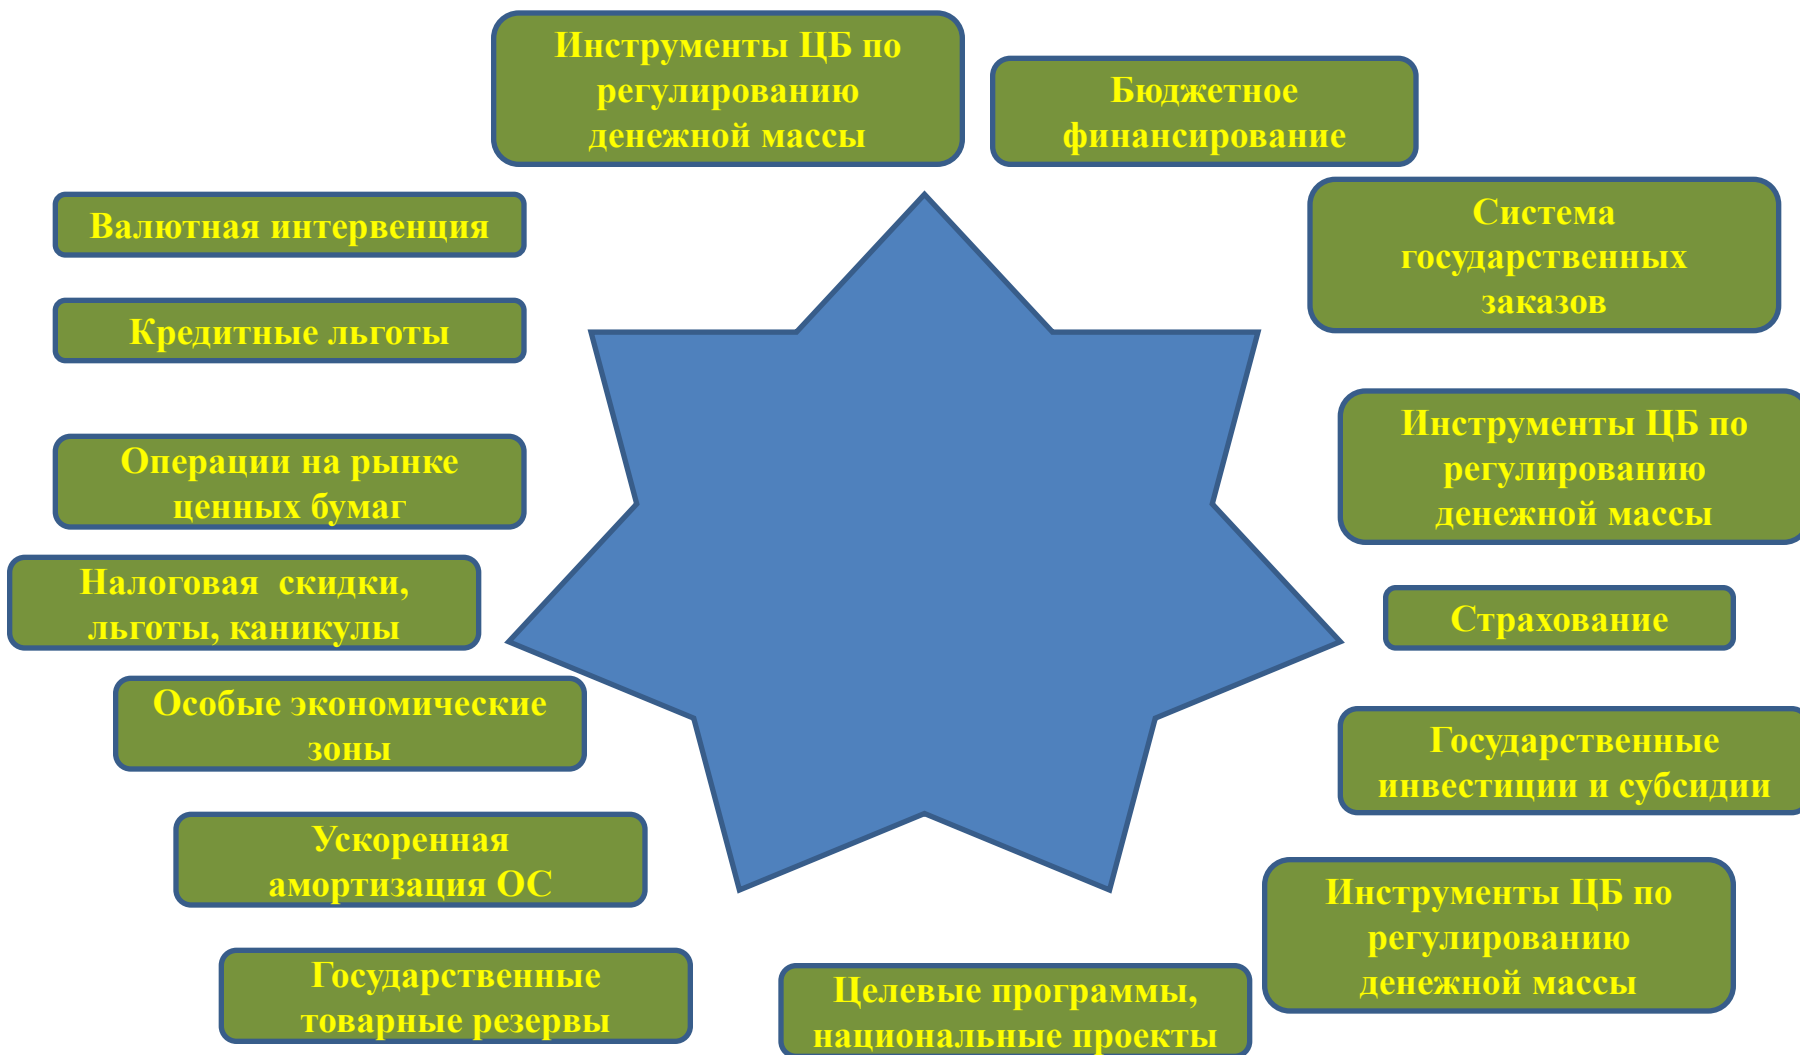 Инструменты ЦБ по
регулированию
денежной массы
Бюджетное
финансирование
Валютная интервенция
Система
государственных
заказов
Кредитные льготы
Инструменты ЦБ по
регулированию
денежной массы
Операции на рынке
ценных бумаг
Налоговая  скидки,
льготы, каникулы
Страхование
Особые экономические
зоны
Государственные
инвестиции и субсидии
Ускоренная
амортизация ОС
Инструменты ЦБ по
регулированию
денежной массы
Государственные
товарные резервы
Целевые программы,
национальные проекты